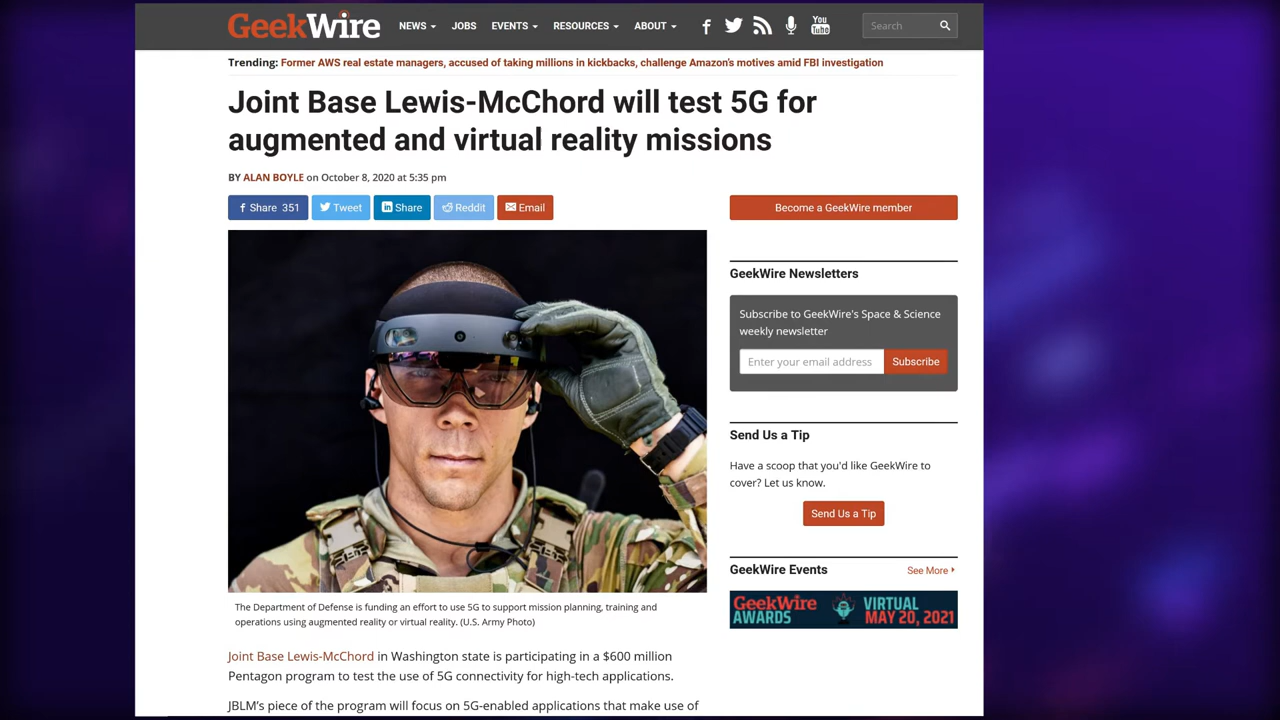 GeekWire NEWS JOBS EVENTS RESOURCES ABOUT f You Tube Search
Trending: Former AWS real estate managers, accused of taking millions in kickbacks, challenge Amazon's motives amid FBI investigation
Joint Base Lewis-McChord will test 5G for
augmented and virtual reality missions
BY ALAN BOYLE on October 8, 2020 at 5:35 pm
Share 351 Tweet Share Reddit Email
Become a GeekWire member
GeekWire Newsletters
Subscribe to GeekWire's Space & Science
weekly newsletter
Enter your email address Subscribe
Send Us a Tip
Have a scoop that you'd like GeekWire to
cover? Let us know.
Send Us a Tip
GeekWire Events See More
GeekWire AWARDS VIRTUAL MAY 20, 2021
The Department of Defense is funding an effort to use 5G to support mission planning, training and
operations using augmented reality or virtual reality. (U.S. Army Photo)
Joint Base Lewis-McChord in Washington state is participating in a $600 million
Pentagon program to test the use of 5G connectivity for high-tech applications.
JBLM's piece of the program will focus on 5G-enabled applications that make use of